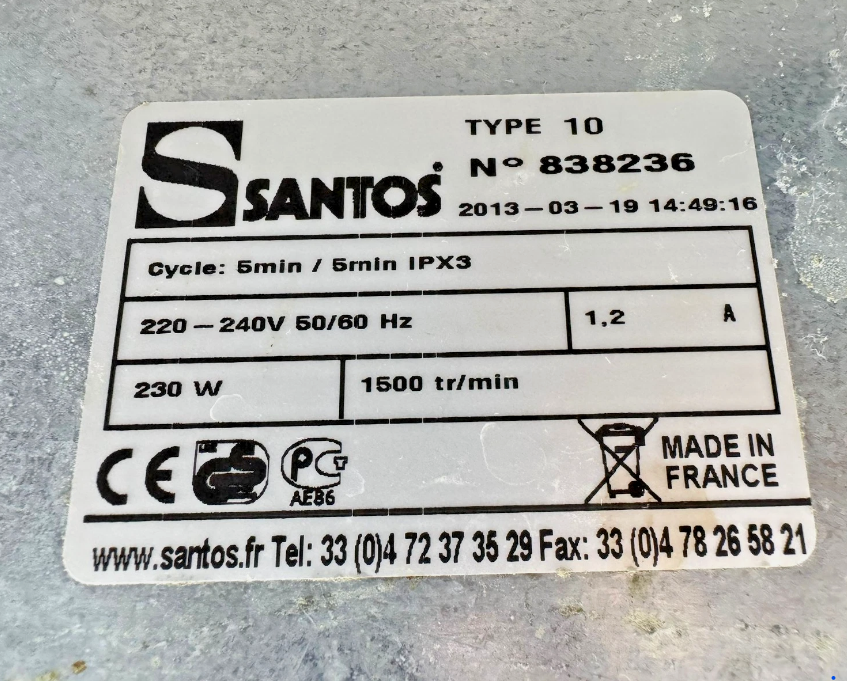 TYPE 10
Nº 838236
SANTOS
2013-03-19 14:49:16
Cycle: 5min / 5min IPX3
220-240V 50/60 Hz 1,2 A
230 W 1500 tr/min
CE PCT MADE IN
AE86 FRANCE
www.santos.fr Tel: 33 (0)4 72 37 35 29 Fax: 33 (0)4 78 26 58 21